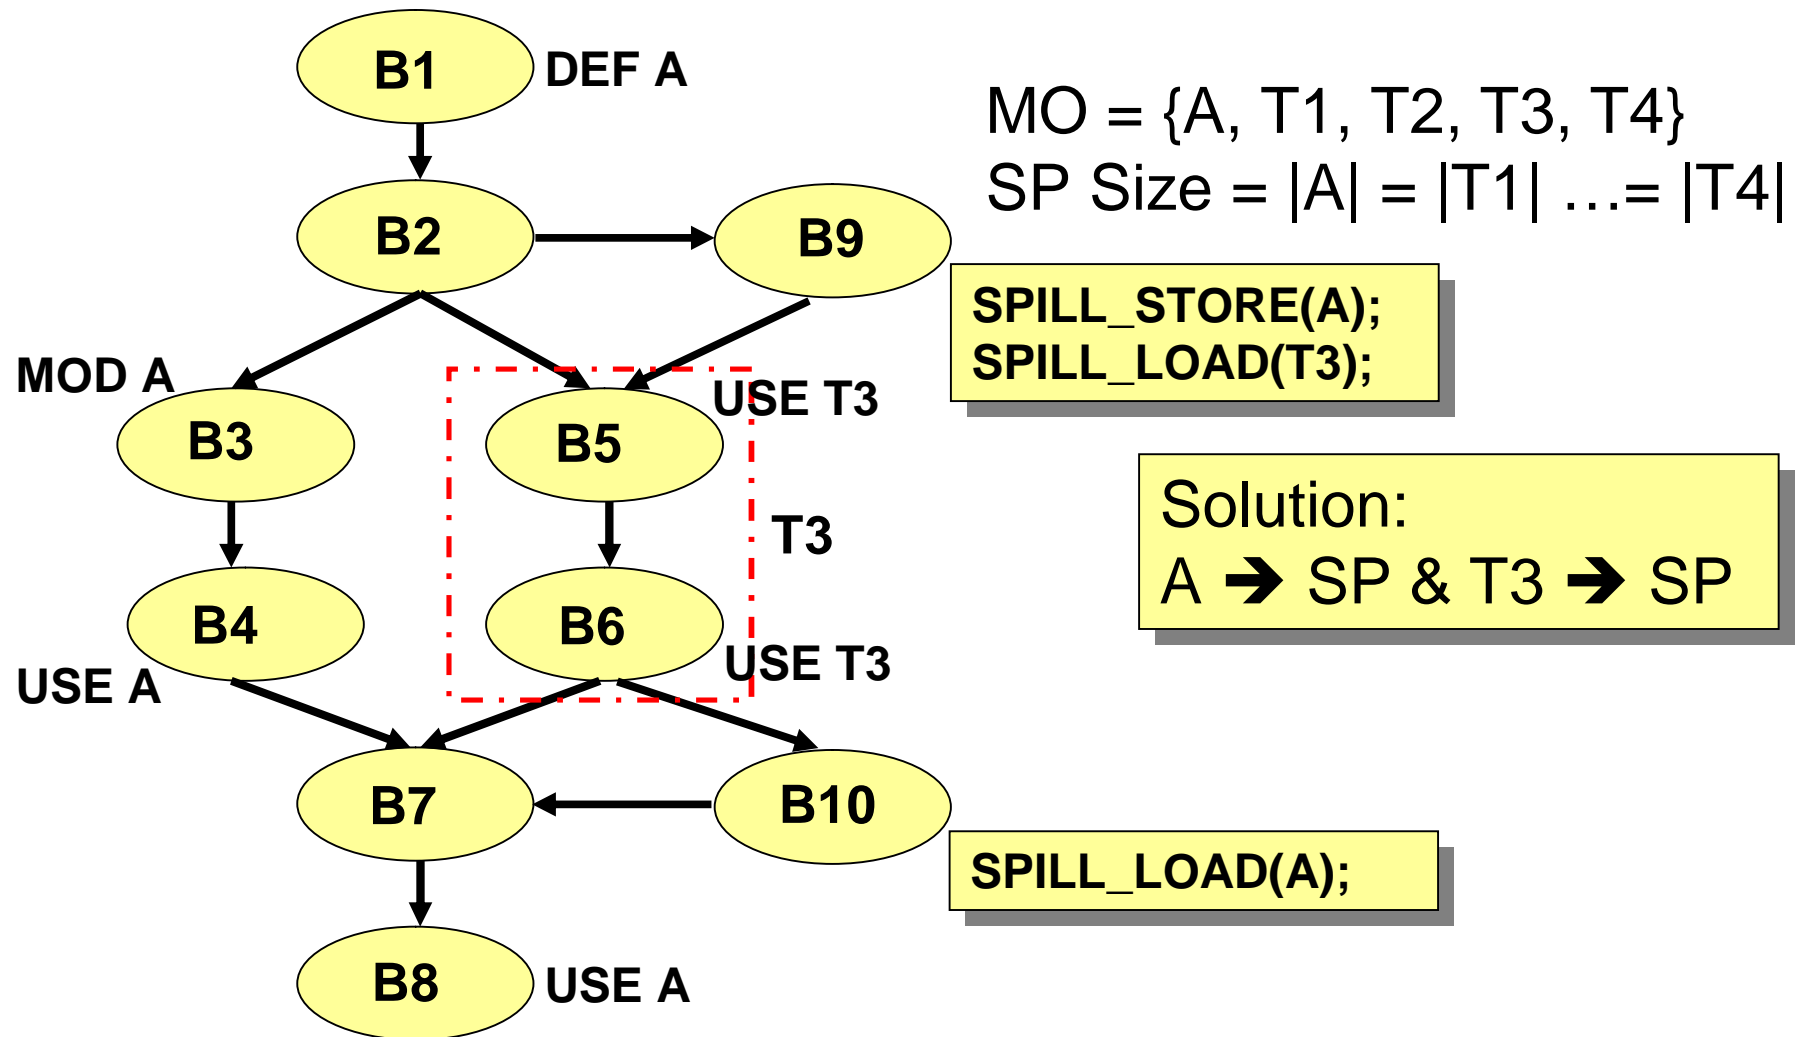 B1
DEF A
MO = {A, T1, T2, T3, T4}
SP Size = |A| = |T1| …= |T4|
B2
B9
SPILL_STORE(A);
SPILL_LOAD(T3);
MOD A
USE T3
B3
B5
Solution:
A ➔ SP & T3 ➔ SP
T3
B4
B6
USE A
USE T3
B7
B10
SPILL_LOAD(A);
B8
USE A